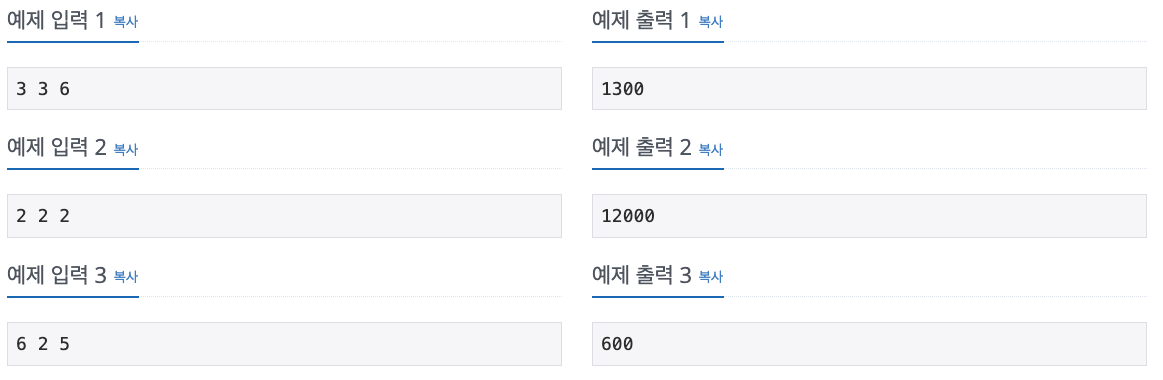 예제 입력 1 복사
예제 출력 1 복사
3 3 6
1300
예제 입력 2 복사
예제 출력 2 복사
2 2 2
12000
예제 입력 3 복사
예제 출력 3 복사
6 2 5
600